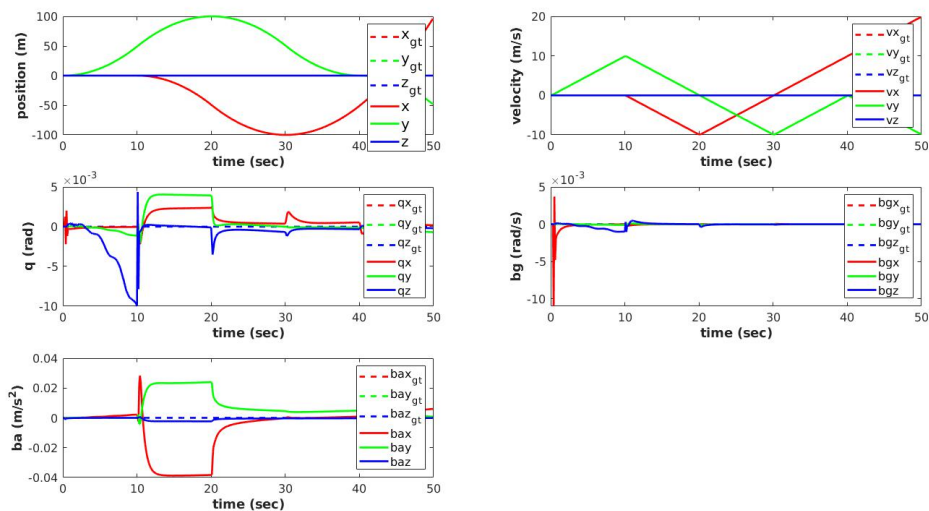 100
50
0
-50
-100
position (m)
0 10 20 30 40 50
time (sec)
x_gt
y_gt
z_gt
x
y
z
20
10
0
-10
velocity (m/s)
0 10 20 30 40 50
time (sec)
vx_gt
vy_gt
vz_gt
vx
vy
vz
×10^-3
5
0
-5
-10
q (rad)
0 10 20 30 40 50
time (sec)
qx_gt
qy_gt
qz_gt
qx
qy
qz
×10^-3
5
0
-5
-10
bg (rad/s)
0 10 20 30 40 50
time (sec)
bgx_gt
bgy_gt
bgz_gt
bgx
bgy
bgz
0.04
0.02
0
-0.02
-0.04
ba (m/s²)
0 10 20 30 40 50
time (sec)
bax_gt
bay_gt
baz_gt
bax
bay
baz